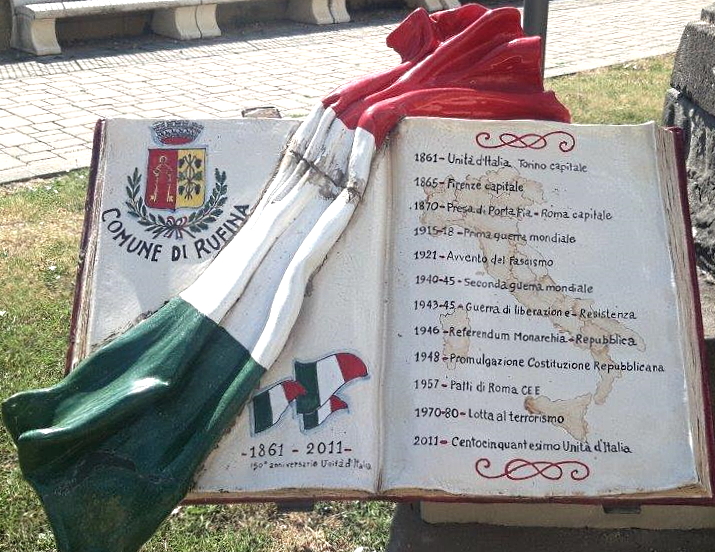 COMUNE DI RUFINA
-1861 - 2011-
150° anniversario Unità d'Italia
1861- Unità d'Italia Torino capitale
1865- Firenze capitale
1870- Presa di Porta Pia - Roma capitale
1915-18 - Prima guerra mondiale
1921 - Avvento del Fascismo
1940-45 - Seconda guerra mondiale
1943-45 - Guerra di liberazione - Resistenza
1946 - Referendum Monarchia - Repubblica
1948 - Promulgazione Costituzione Repubblicana
1957 - Patti di Roma CEE
1970-80 - Lotta al terrorismo
2011 - Centocinquantesimo Unità d'Italia